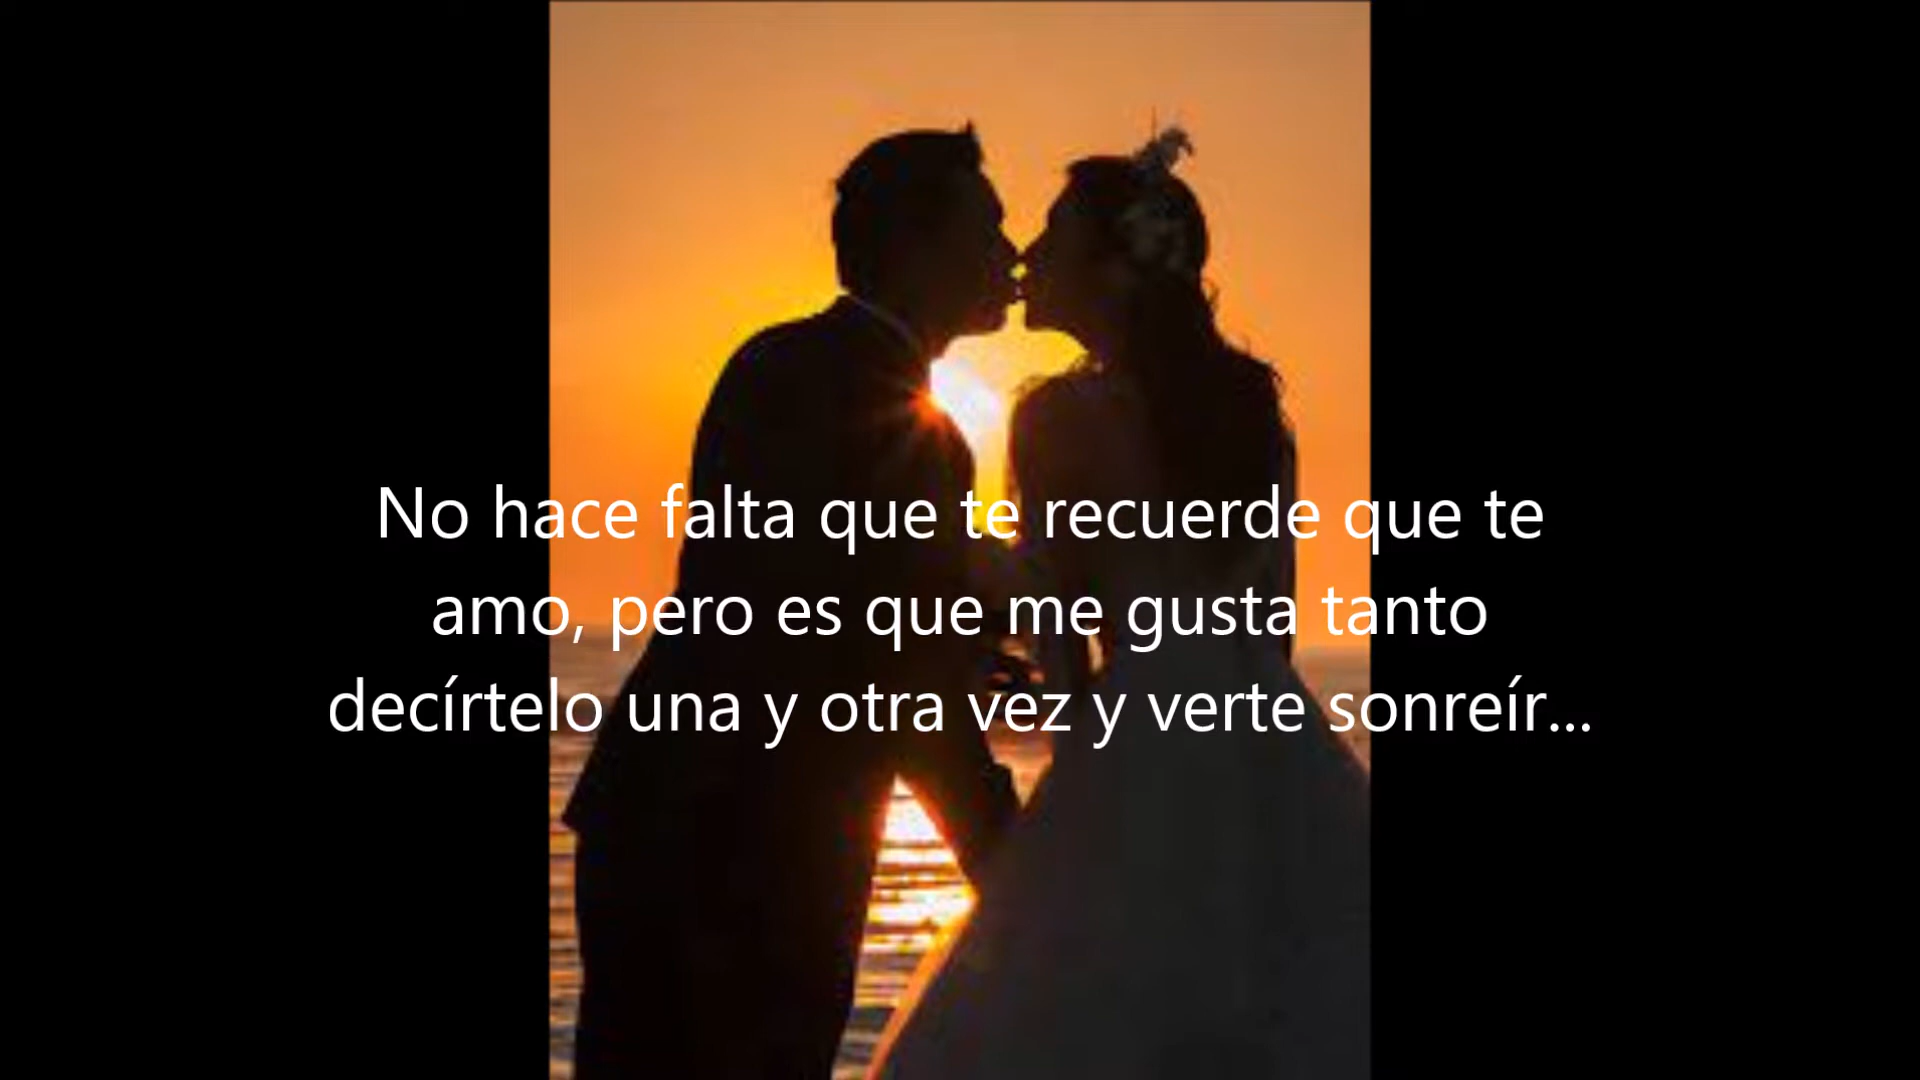 No hace falta que te recuerde que te
amo, pero es que me gusta tanto
decírtelo una y otra vez y verte sonreír...